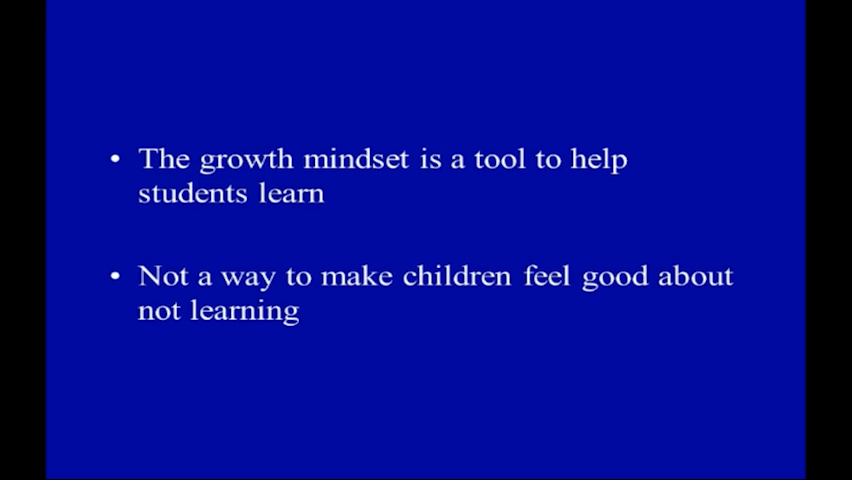 • The growth mindset is a tool to help
students learn
• Not a way to make children feel good about
not learning